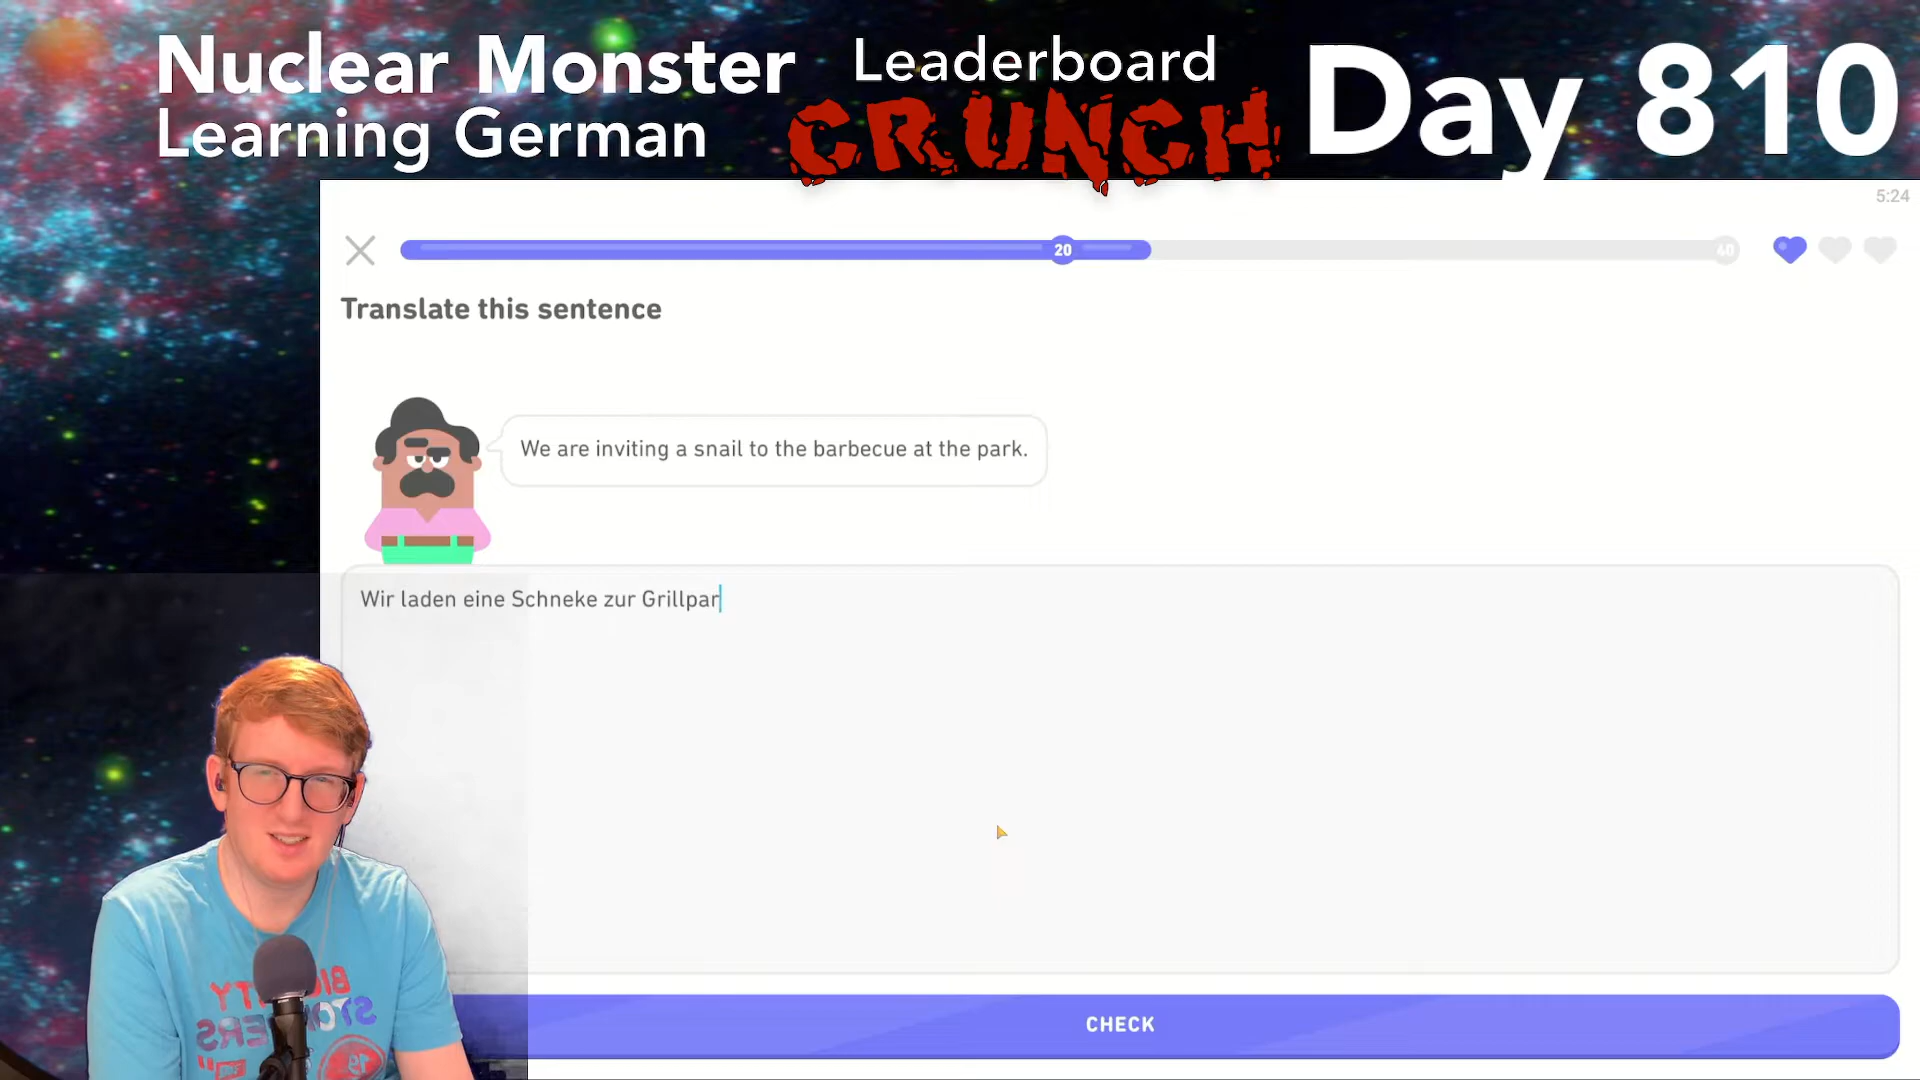 Nuclear Monster
Learning German
Leaderboard
CRUNCH
Day 810
5:24
20
40
Translate this sentence
We are inviting a snail to the barbecue at the park.
Wir laden eine Schneke zur Grillpar
CHECK